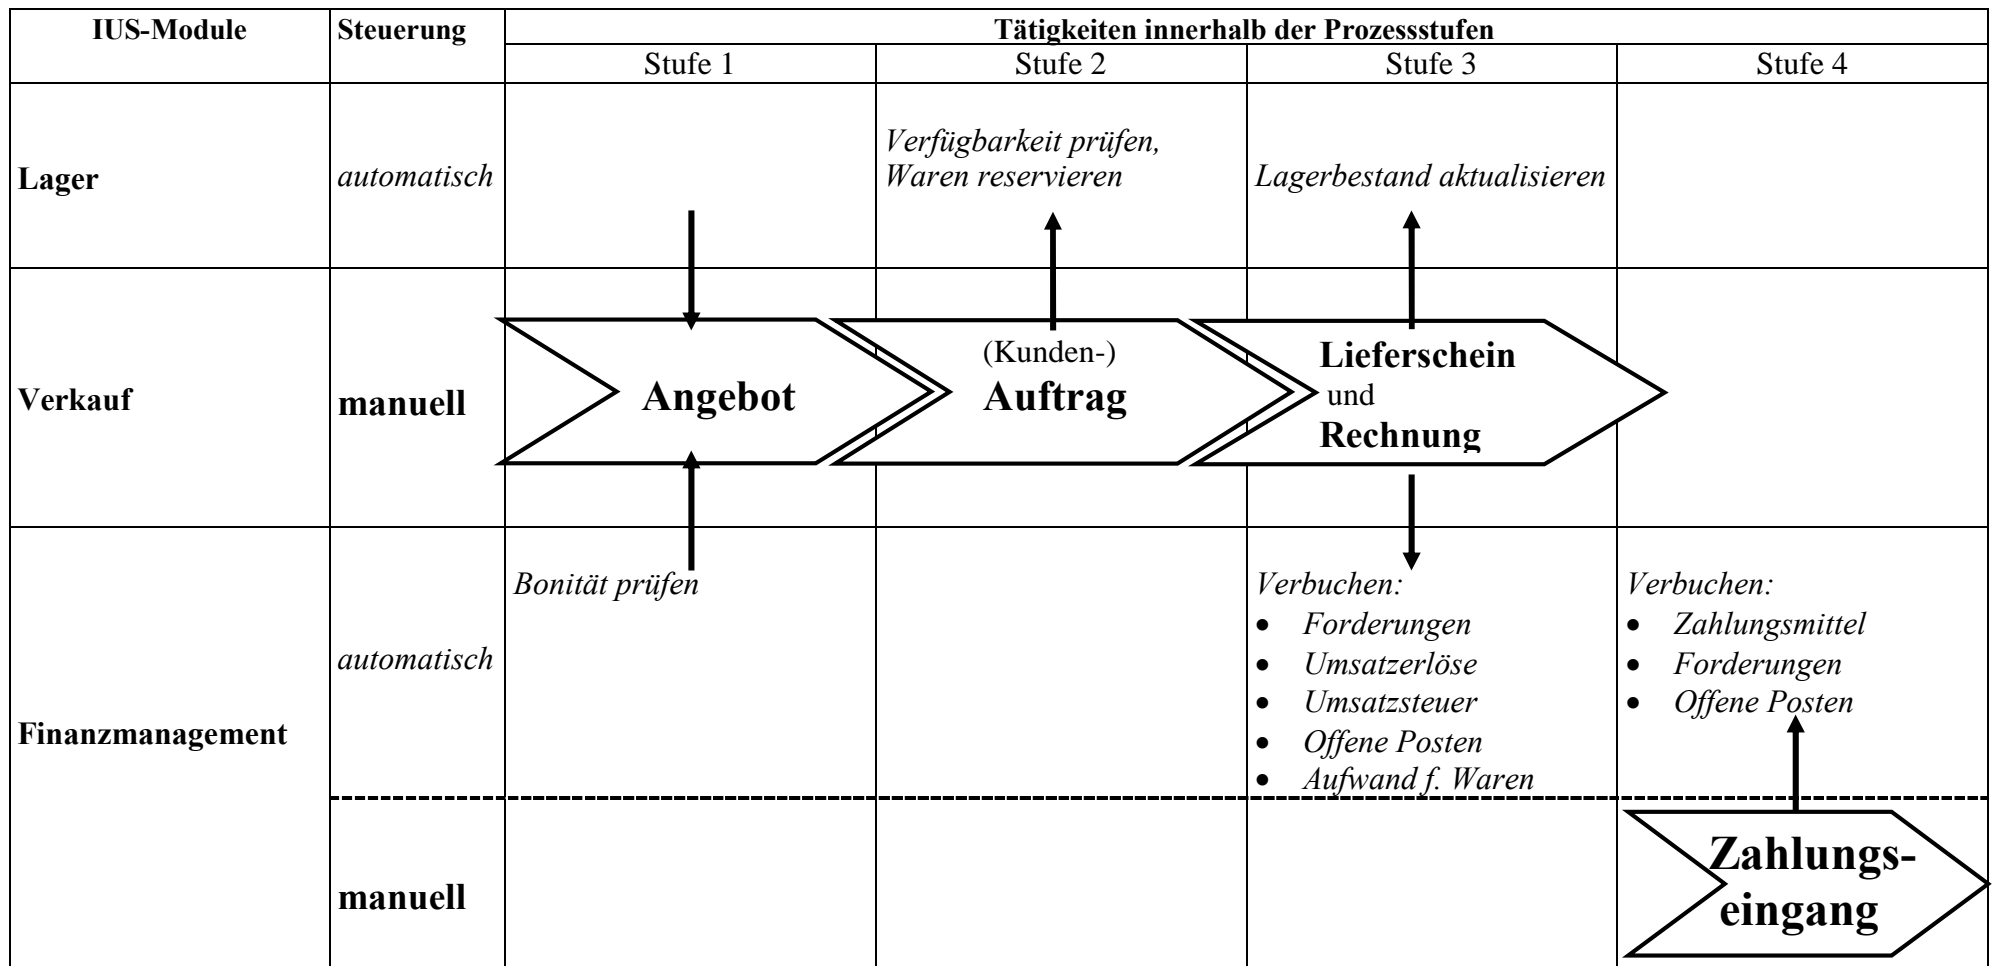 IUS-Module Steuerung Tätigkeiten innerhalb der Prozessstufen
Stufe 1 Stufe 2 Stufe 3 Stufe 4
Lager automatisch
Verfügbarkeit prüfen,
Waren reservieren
Lagerbestand aktualisieren
Verkauf manuell
Angebot
(Kunden-)
Auftrag
Lieferschein
und
Rechnung
Finanzmanagement
automatisch
Bonität prüfen
Verbuchen:
• Forderungen
• Umsatzerlöse
• Umsatzsteuer
• Offene Posten
• Aufwand f. Waren
Verbuchen:
• Zahlungsmittel
• Forderungen
• Offene Posten
manuell
Zahlungs-
eingang